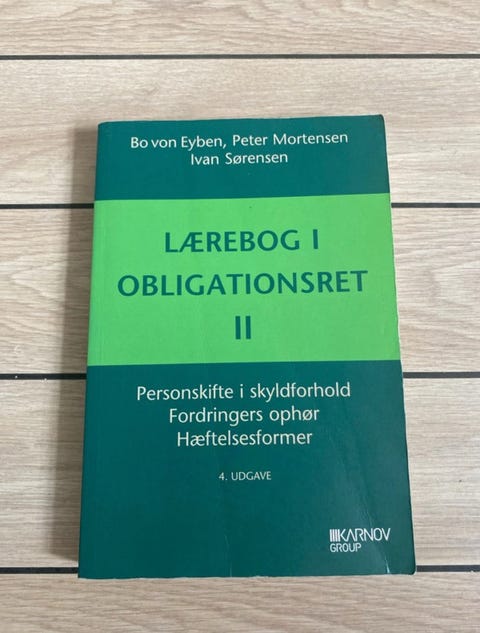 Bo von Eyben, Peter Mortensen
Ivan Sørensen
LÆREBOG I
OBLIGATIONSRET
II
Personskifte i skyldforhold
Fordringers ophør
Hæftelsesformer
4. UDGAVE
KARNOV
GROUP